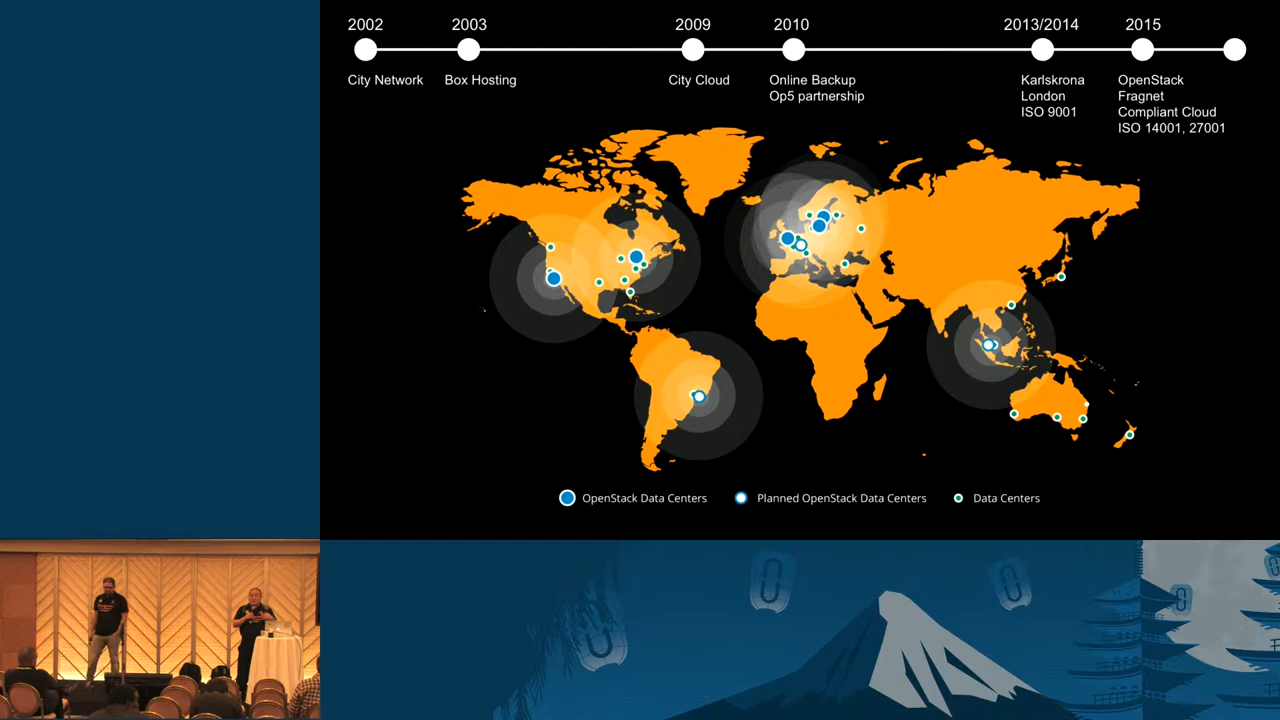 2002
2003
2009
2010
2013/2014
2015
City Network
Box Hosting
City Cloud
Online Backup
Op5 partnership
Karlskrona
London
ISO 9001
OpenStack
Fragnet
Compliant Cloud
ISO 14001, 27001
OpenStack Data Centers
Planned OpenStack Data Centers
Data Centers